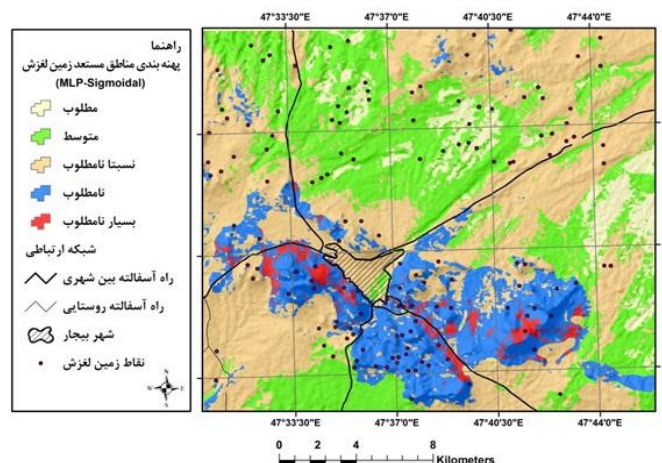 راهنما
پهنه بندی مناطق مستعد زمین لغزش
(MLP-Sigmoidal)
مطلوب
متوسط
نسبتا نامطلوب
نامطلوب
بسیار نامطلوب
شبکه ارتباطی
راه آسفالته بین شهری
راه آسفالته روستایی
شهر بیجار
نقاط زمین لغزش
N
W E
S
47°33'30"E 47°37'0"E 47°40'30"E 47°44'0"E
47°33'30"E 47°37'0"E 47°40'30"E 47°44'0"E
0 2 4 8
Kilometers